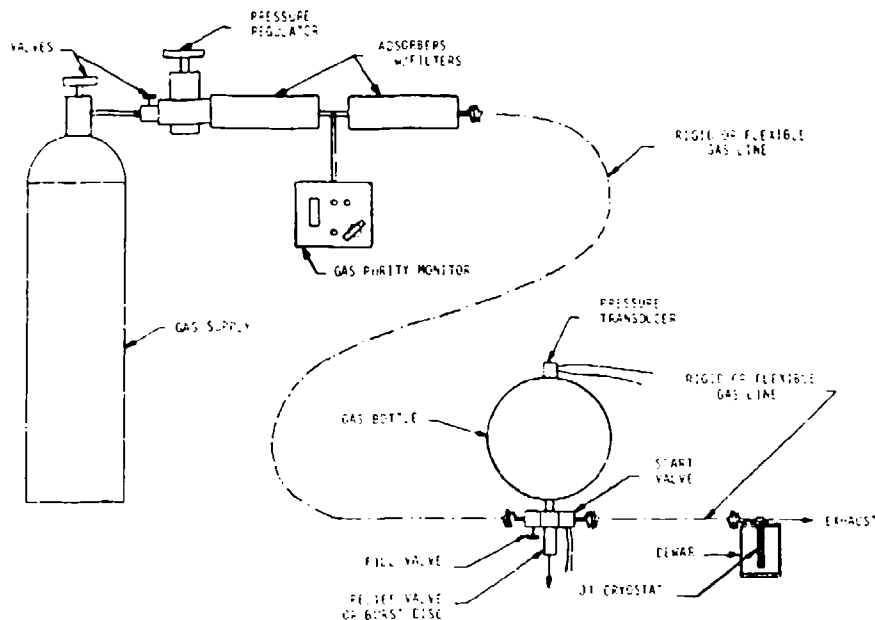 PRESSURE
REGULATOR
VALVES
ADSORBERS
W/FILTERS
RIGID OR FLEXIBLE
GAS LINE
GAS PURITY MONITOR
GAS SUPPLY
PRESSURE
TRANSDUCER
RIGID OR FLEXIBLE
GAS LINE
GAS BOTTLE
START
VALVE
EXHAUST
FILL VALVE
DEWAR
RELIEF VALVE
OR BURST DISC
JT CRYOSTAT